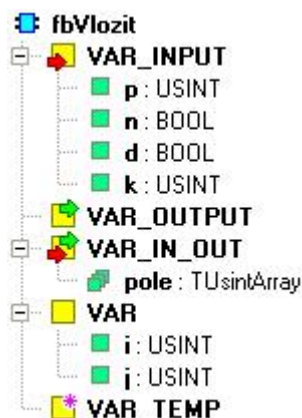 fbVlozit
VAR_INPUT
p : USINT
n : BOOL
d : BOOL
k : USINT
VAR_OUTPUT
VAR_IN_OUT
pole : TUsintArray
VAR
i : USINT
j : USINT
VAR_TEMP